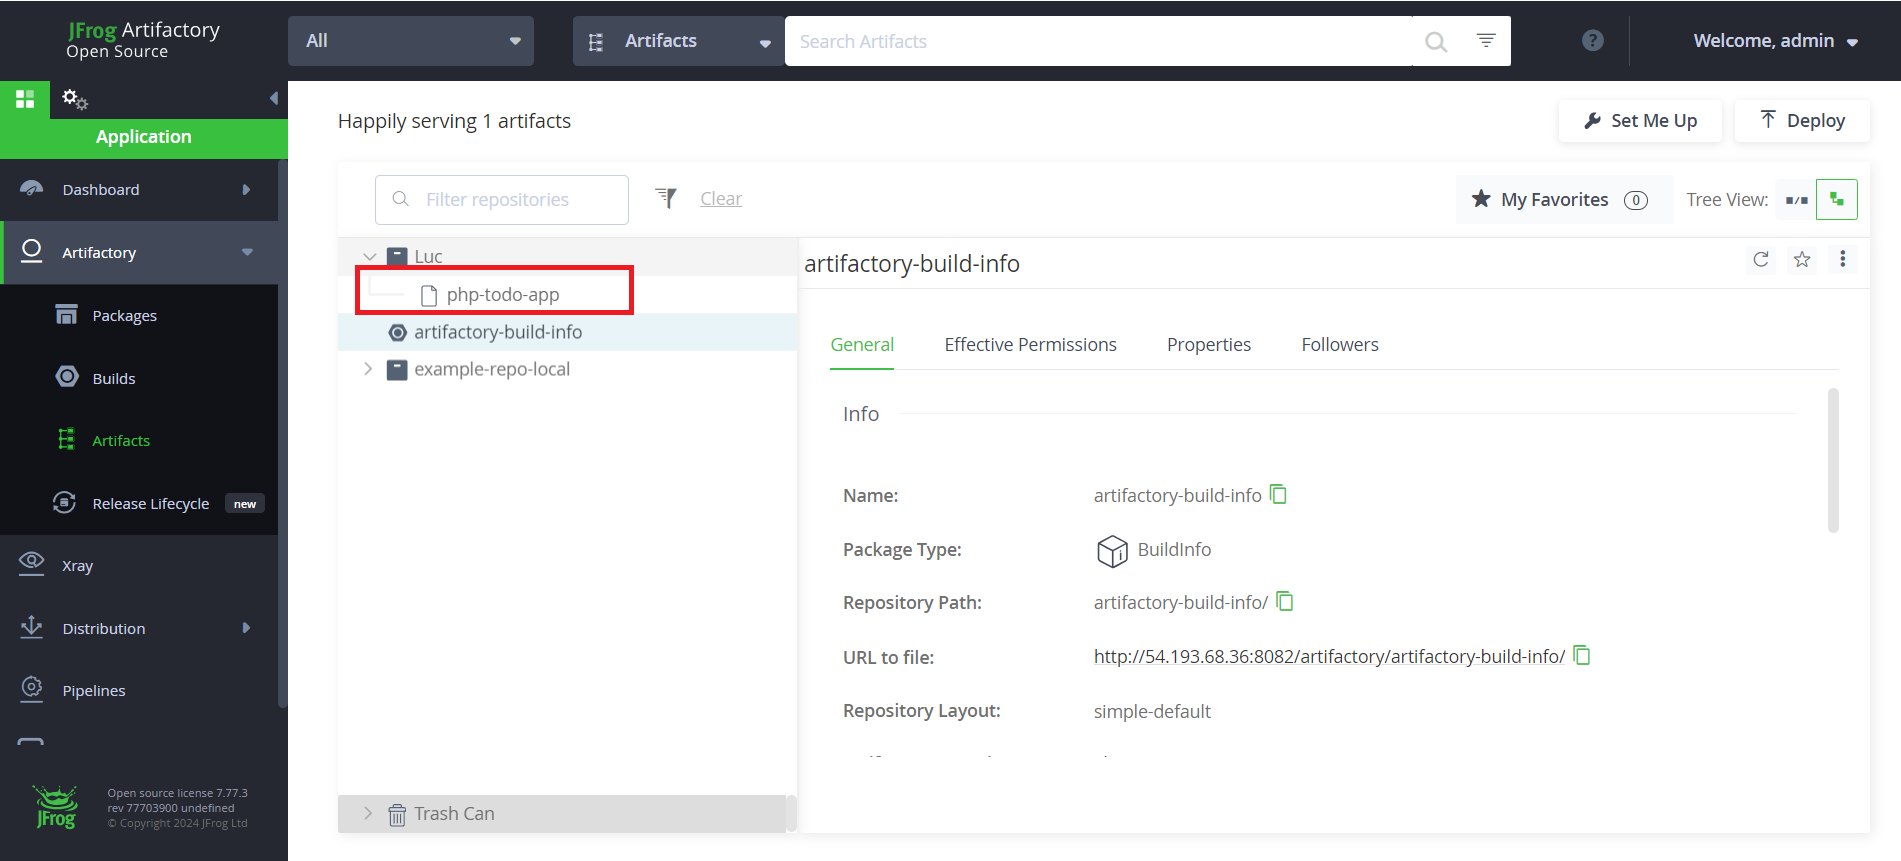 JFrog Artifactory
Open Source
All
Artifacts
Search Artifacts
?
Welcome, admin
Application
Dashboard
Artifactory
Packages
Builds
Artifacts
Release Lifecycle new
Xray
Distribution
Pipelines
JFrog
Open source license 7.77.3
rev 77703900 undefined
© Copyright 2024 JFrog Ltd
Happily serving 1 artifacts
Set Me Up
Deploy
Filter repositories
Clear
My Favorites 0
Tree View:
Luc
php-todo-app
artifactory-build-info
example-repo-local
Trash Can
artifactory-build-info
General Effective Permissions Properties Followers
Info
Name: artifactory-build-info
Package Type: BuildInfo
Repository Path: artifactory-build-info/
URL to file: http://54.193.68.36:8082/artifactory/artifactory-build-info/
Repository Layout: simple-default